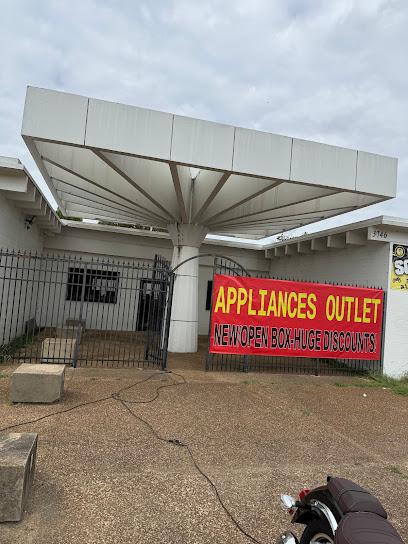 3746
APPLIANCES OUTLET
NEW/OPEN BOX-HUGE DISCOUNTS!